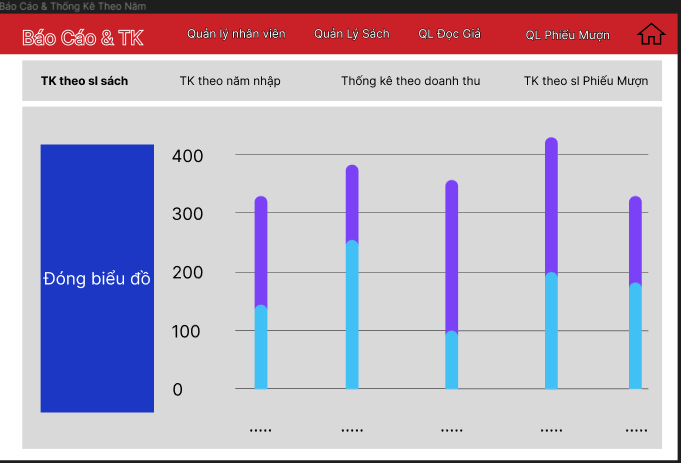 Báo Cáo & Thống Kê Theo Năm
Báo Cáo & TK
Quản lý nhân viên
Quản Lý Sách
QL Đọc Giả
QL Phiếu Mượn
TK theo sl sách
TK theo năm nhập
Thống kê theo doanh thu
TK theo sl Phiếu Mượn
Đóng biểu đồ
400
300
200
100
0
..... ..... ..... ..... .....